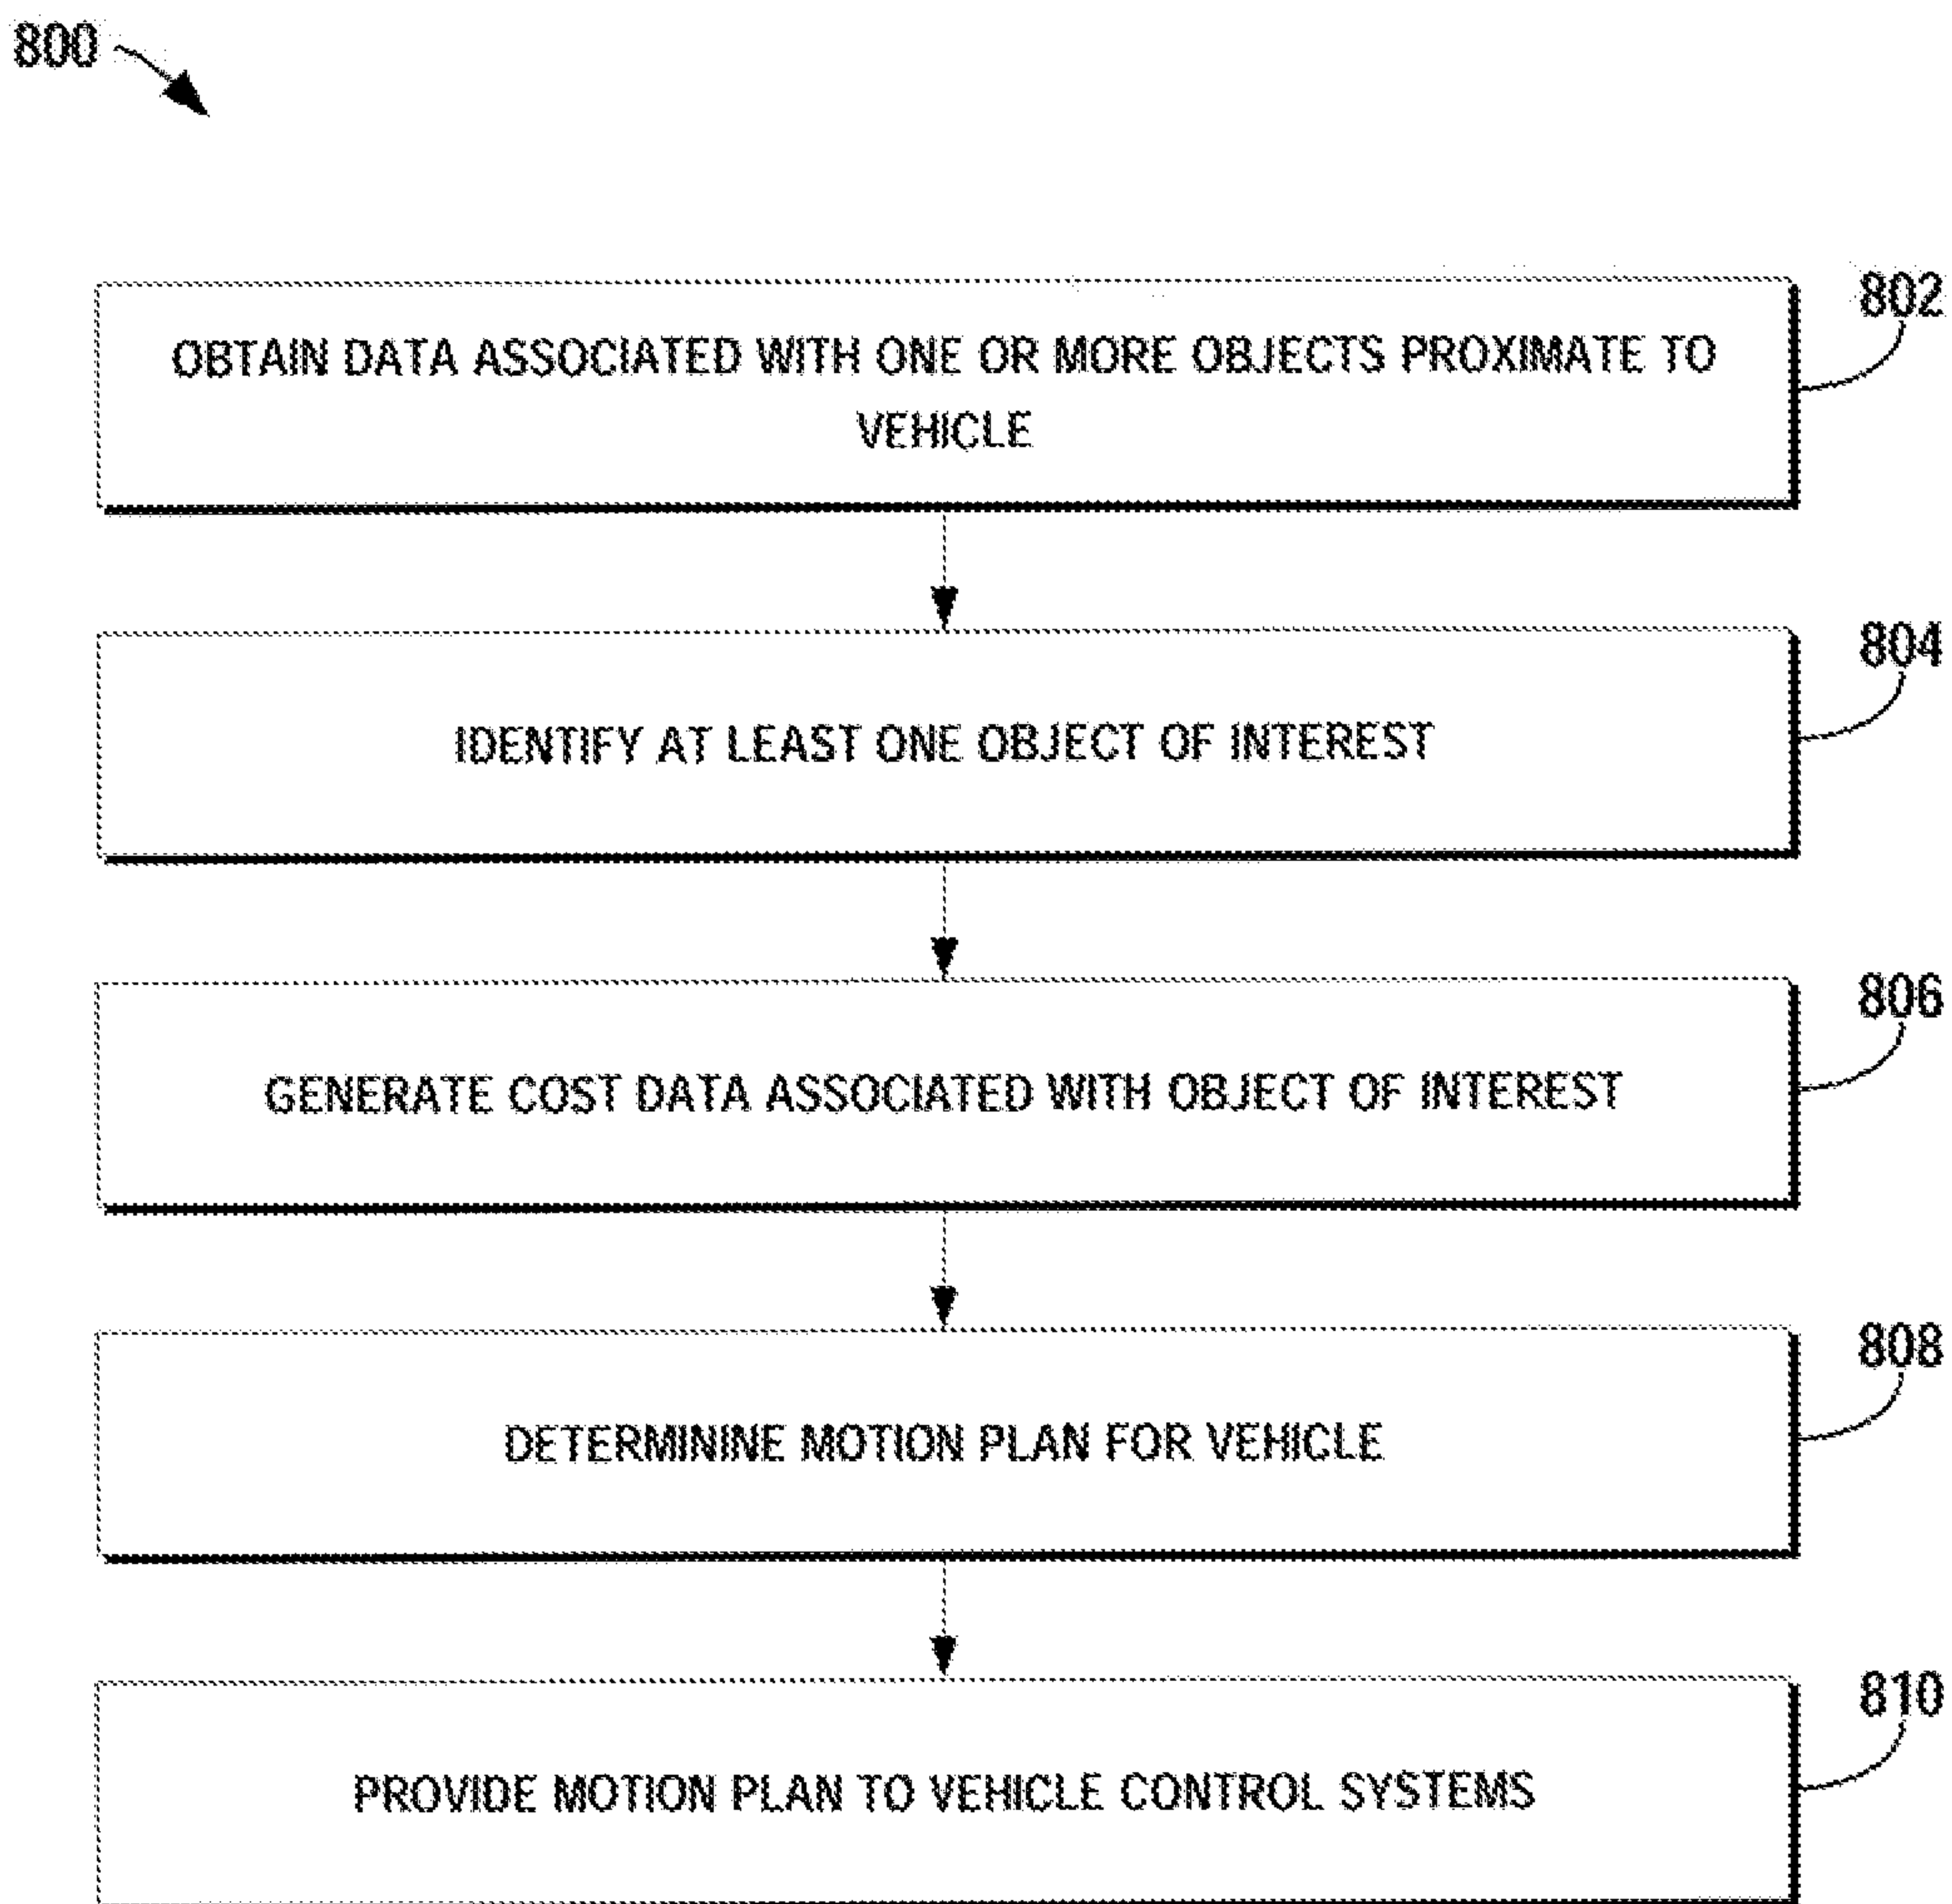 800
802
OBTAIN DATA ASSOCIATED WITH ONE OR MORE OBJECTS PROXIMATE TO
VEHICLE
804
IDENTIFY AT LEAST ONE OBJECT OF INTEREST
806
GENERATE COST DATA ASSOCIATED WITH OBJECT OF INTEREST
808
DETERMININE MOTION PLAN FOR VEHICLE
810
PROVIDE MOTION PLAN TO VEHICLE CONTROL SYSTEMS